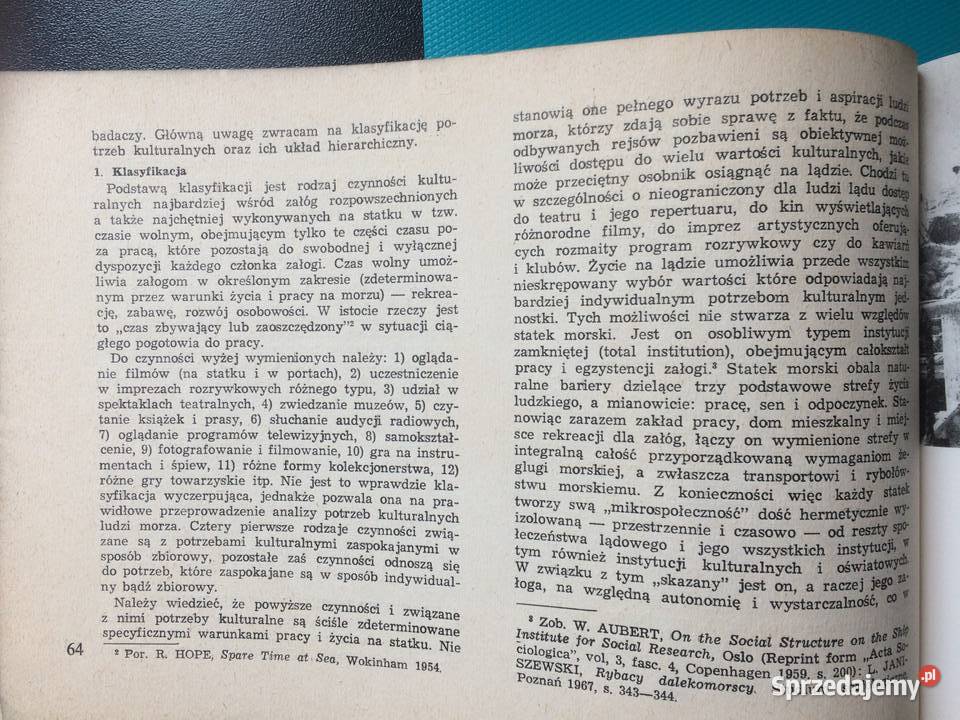 badaczy. Główną uwagę zwracam na klasyfikację po-
trzeb kulturalnych oraz ich układ hierarchiczny.
1. Klasyfikacja
Podstawą klasyfikacji jest rodzaj czynności kultu-
ralnych najbardziej wśród załóg rozpowszechnionych
a także najchętniej wykonywanych na statku w tzw.
czasie wolnym, obejmującym tylko te części czasu po-
za pracą, które pozostają do swobodnej i wyłącznej
dyspozycji każdego członka załogi. Czas wolny umoż-
liwia załogom w określonym zakresie (zdeterminowa-
nym przez warunki życia i pracy na morzu) — rekrea-
cję, zabawę, rozwój osobowości. W istocie rzeczy jest
to „czas zbywający lub zaoszczędzony”² w sytuacji cią-
głego pogotowia do pracy.
Do czynności wyżej wymienionych należy: 1) ogląda-
nie filmów (na statku i w portach), 2) uczestniczenie
w imprezach rozrywkowych różnego typu, 3) udział w
spektaklach teatralnych, 4) zwiedzanie muzeów, 5) czy-
tanie książek i prasy, 6) słuchanie audycji radiowych,
7) oglądanie programów telewizyjnych, 8) samokształ-
cenie, 9) fotografowanie i filmowanie, 10) gra na instru-
mentach i śpiew, 11) różne formy kolekcjonerstwa, 12)
różne gry towarzyskie itp. Nie jest to wprawdzie kla-
syfikacja wyczerpująca, jednakże pozwala ona na pra-
widłowe przeprowadzenie analizy potrzeb kulturalnych
ludzi morza. Cztery pierwsze rodzaje czynności zwią-
zane są z potrzebami kulturalnymi zaspokajanymi w
sposób zbiorowy, pozostałe zaś czynności odnoszą się
do potrzeb, które zaspokajane są w sposób indywidual-
ny bądź zbiorowy.
Należy wiedzieć, że powyższe czynności i związane
z nimi potrzeby kulturalne są ściśle zdeterminowane
specyficznymi warunkami pracy i życia na statku. Nie
² Por. R. HOPE, Spare Time at Sea, Wokinham 1954.
64
stanowią one pełnego wyrazu potrzeb i aspiracji ludzi
morza, którzy zdają sobie sprawę z faktu, że podczas
odbywanych rejsów pozbawieni są obiektywnej moż-
liwości dostępu do wielu wartości kulturalnych, jakie
może przeciętny osobnik osiągnąć na lądzie. Chodzi tu
w szczególności o nieograniczony dla ludzi lądu dostęp
do teatru i jego repertuaru, do kin wyświetlających
różnorodne filmy, do imprez artystycznych oferują-
cych rozmaity program rozrywkowy czy do kawiarń
i klubów. Życie na lądzie umożliwia przede wszystkim
nieskrępowany wybór wartości które odpowiadają naj-
bardziej indywidualnym potrzebom kulturalnym jed-
nostki. Tych możliwości nie stwarza z wielu względów
statek morski. Jest on osobliwym typem instytucji
zamkniętej (total institution), obejmującym całokształt
pracy i egzystencji załogi.³ Statek morski obala natu-
ralne bariery dzielące trzy podstawowe strefy życia
ludzkiego, a mianowicie: pracę, sen i odpoczynek. Sta-
nowiąc zarazem zakład pracy, dom mieszkalny i miej-
sce rekreacji dla załóg, łączy on wymienione strefy w
integralną całość przyporządkowaną wymaganiom że-
glugi morskiej, a zwłaszcza transportowi i rybołów-
stwu morskiemu. Z konieczności więc każdy statek
tworzy swą „mikrospołeczność” dość hermetycznie wy-
izolowaną — przestrzennie i czasowo — od reszty spo-
łeczeństwa lądowego i jego wszystkich instytucji, w
tym również instytucji kulturalnych i oświatowych.
W związku z tym „skazany” jest on, a raczej jego za-
łoga, na względną autonomię i wystarczalność, co w
³ Zob. W. AUBERT, On the Social Structure on the Ship
Institute for Social Research, Oslo (Reprint form „Acta So-
ciologica”, vol, 3, fasc. 4, Copenhagen 1959, s. 200); L. JANI-
SZEWSKI, Rybacy dalekomorscy.
Poznań 1967, s. 343—344.
Sprzedajemy.pl